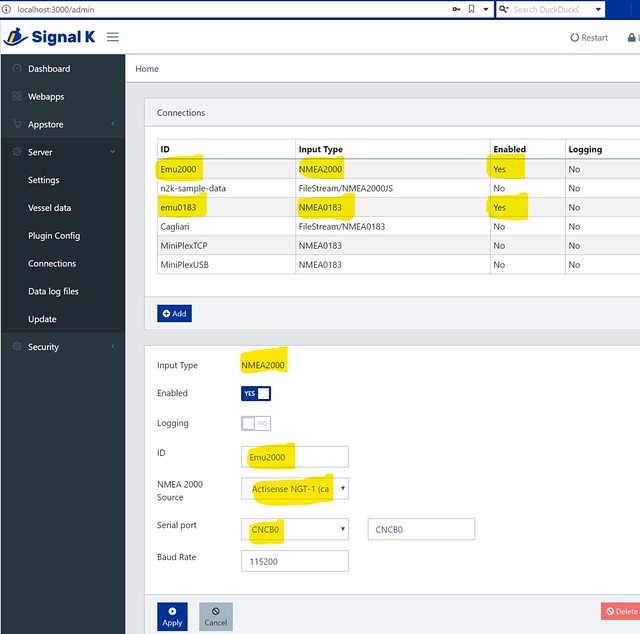 localhost:3000/admin
Search DuckDuckG
Signal K
Restart
Dashboard
Home
Webapps
Appstore
Server
Settings
Vessel data
Plugin Config
Connections
Data log files
Update
Security
Connections
ID Input Type Enabled Logging
Emu2000 NMEA2000 Yes No
n2k-sample-data FileStream/NMEA2000JS No No
emu0183 NMEA0183 Yes No
Cagliari FileStream/NMEA0183 No No
MiniPlexTCP NMEA0183 No No
MiniPlexUSB NMEA0183 No No
Add
Input Type NMEA2000
Enabled YES
Logging NO
ID Emu2000
NMEA 2000
Source Actisense NGT-1 (ca
Serial port CNCB0 CNCB0
Baud Rate 115200
Apply
Cancel
Delete